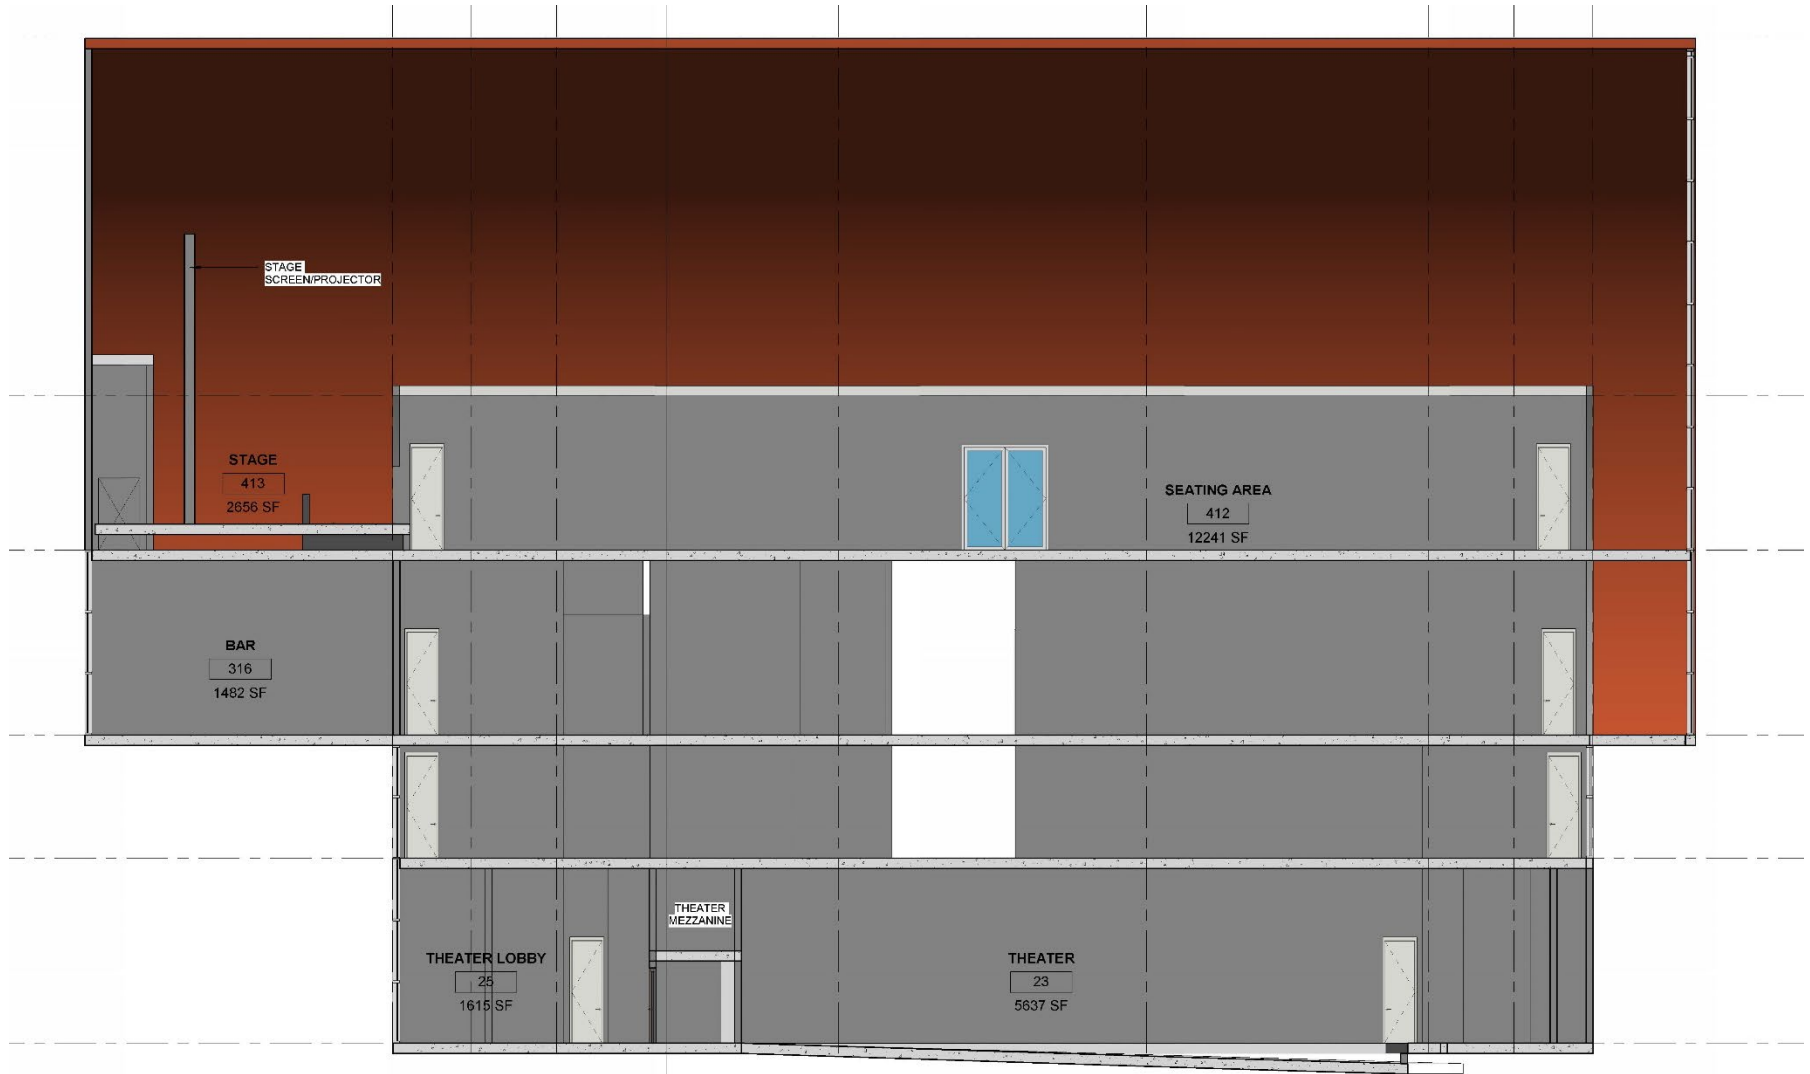 STAGE
SCREEN/PROJECTOR
STAGE
413
2656 SF
SEATING AREA
412
12241 SF
BAR
316
1482 SF
THEATER
MEZZANINE
THEATER LOBBY
25
1615 SF
THEATER
23
5637 SF